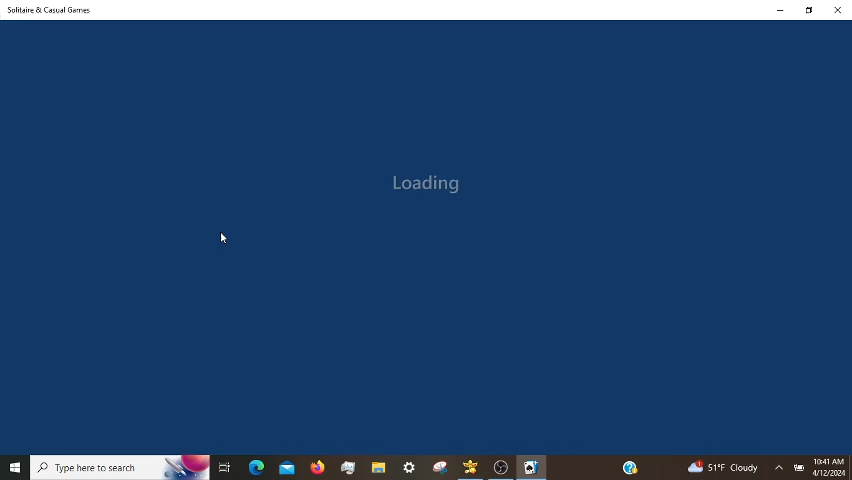 Solitaire & Casual Games
Loading
Type here to search
51°F Cloudy
10:41 AM
4/12/2024